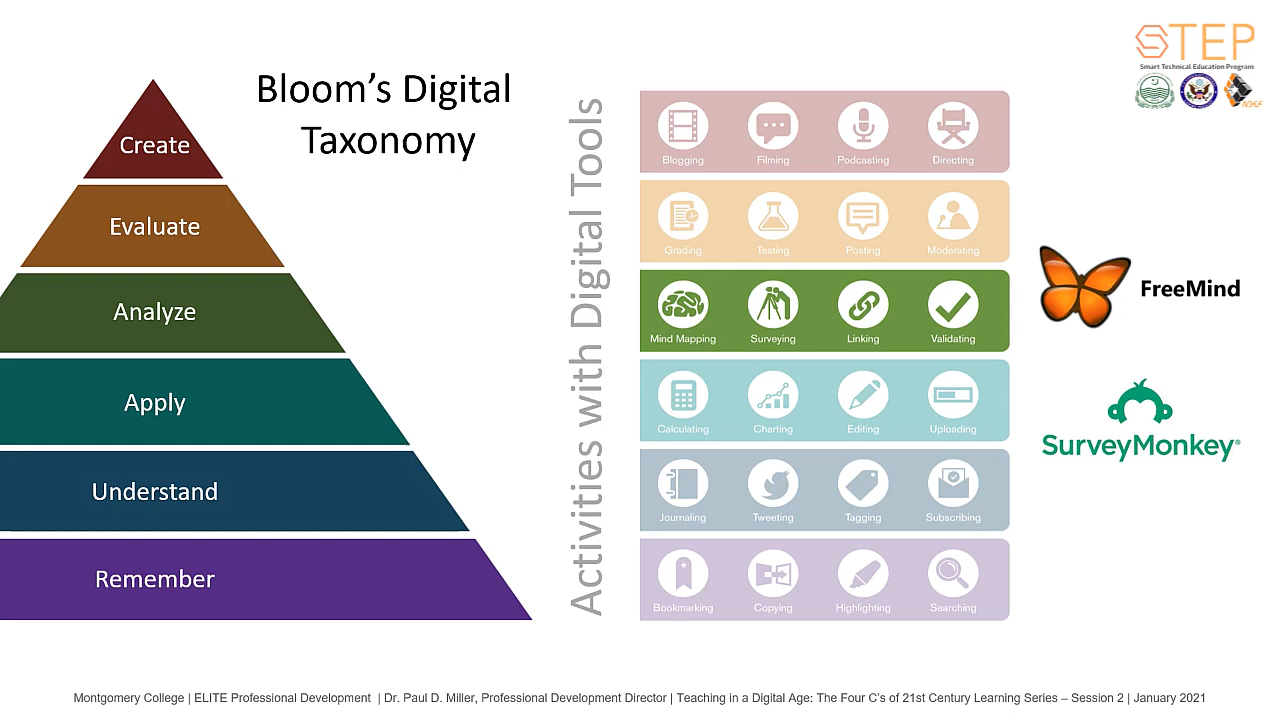 STEP
Smart Technical Education Program
Bloom's Digital
Taxonomy
Create
Evaluate
Analyze
Apply
Understand
Remember
Activities with Digital Tools
Blogging Filming Podcasting Directing
Grading Testing Posting Moderating
Mind Mapping Surveying Linking Validating
Calculating Charting Editing Uploading
Journaling Tweeting Tagging Subscribing
Bookmarking Copying Highlighting Searching
FreeMind
SurveyMonkey®
Montgomery College | ELITE Professional Development | Dr. Paul D. Miller, Professional Development Director | Teaching in a Digital Age: The Four C's of 21st Century Learning Series – Session 2 | January 2021